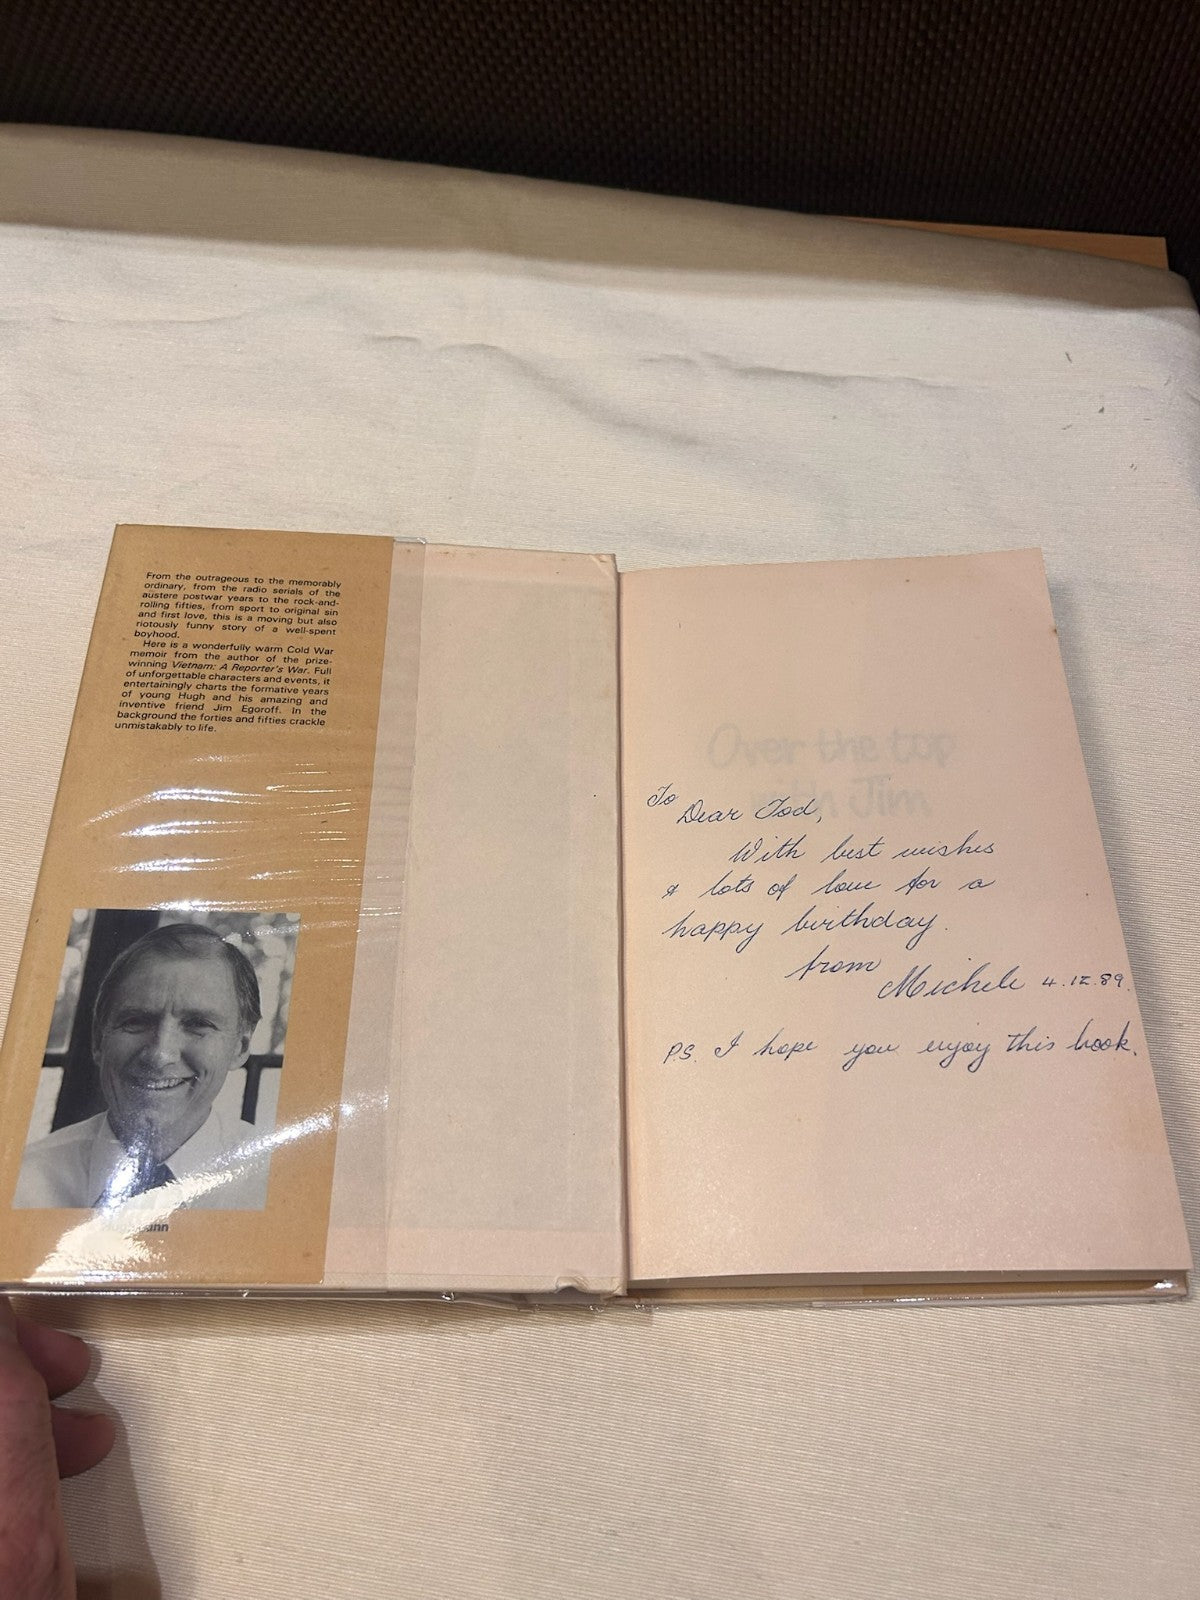 From the outrageous to the memorably
ordinary, from the radio serials of the
austere postwar years to the rock-and-
rolling fifties, from sport to original sin
and first love, this is a moving but also
riotously funny story of a well-spent
boyhood.
Here is a wonderfully warm Cold War
memoir from the author of the prize-
winning Vietnam: A Reporter's War. Full
of unforgettable characters and events, it
entertainingly charts the formative years
of young Hugh and his amazing and
inventive friend Jim Egoroff. In the
background the forties and fifties crackle
unmistakably to life.
Over the top
with Jim
To
Dear Tod,
With best wishes
& lots of love for a
happy birthday.
from
Michele 4.12.89.
P.S. I hope you enjoy this book.